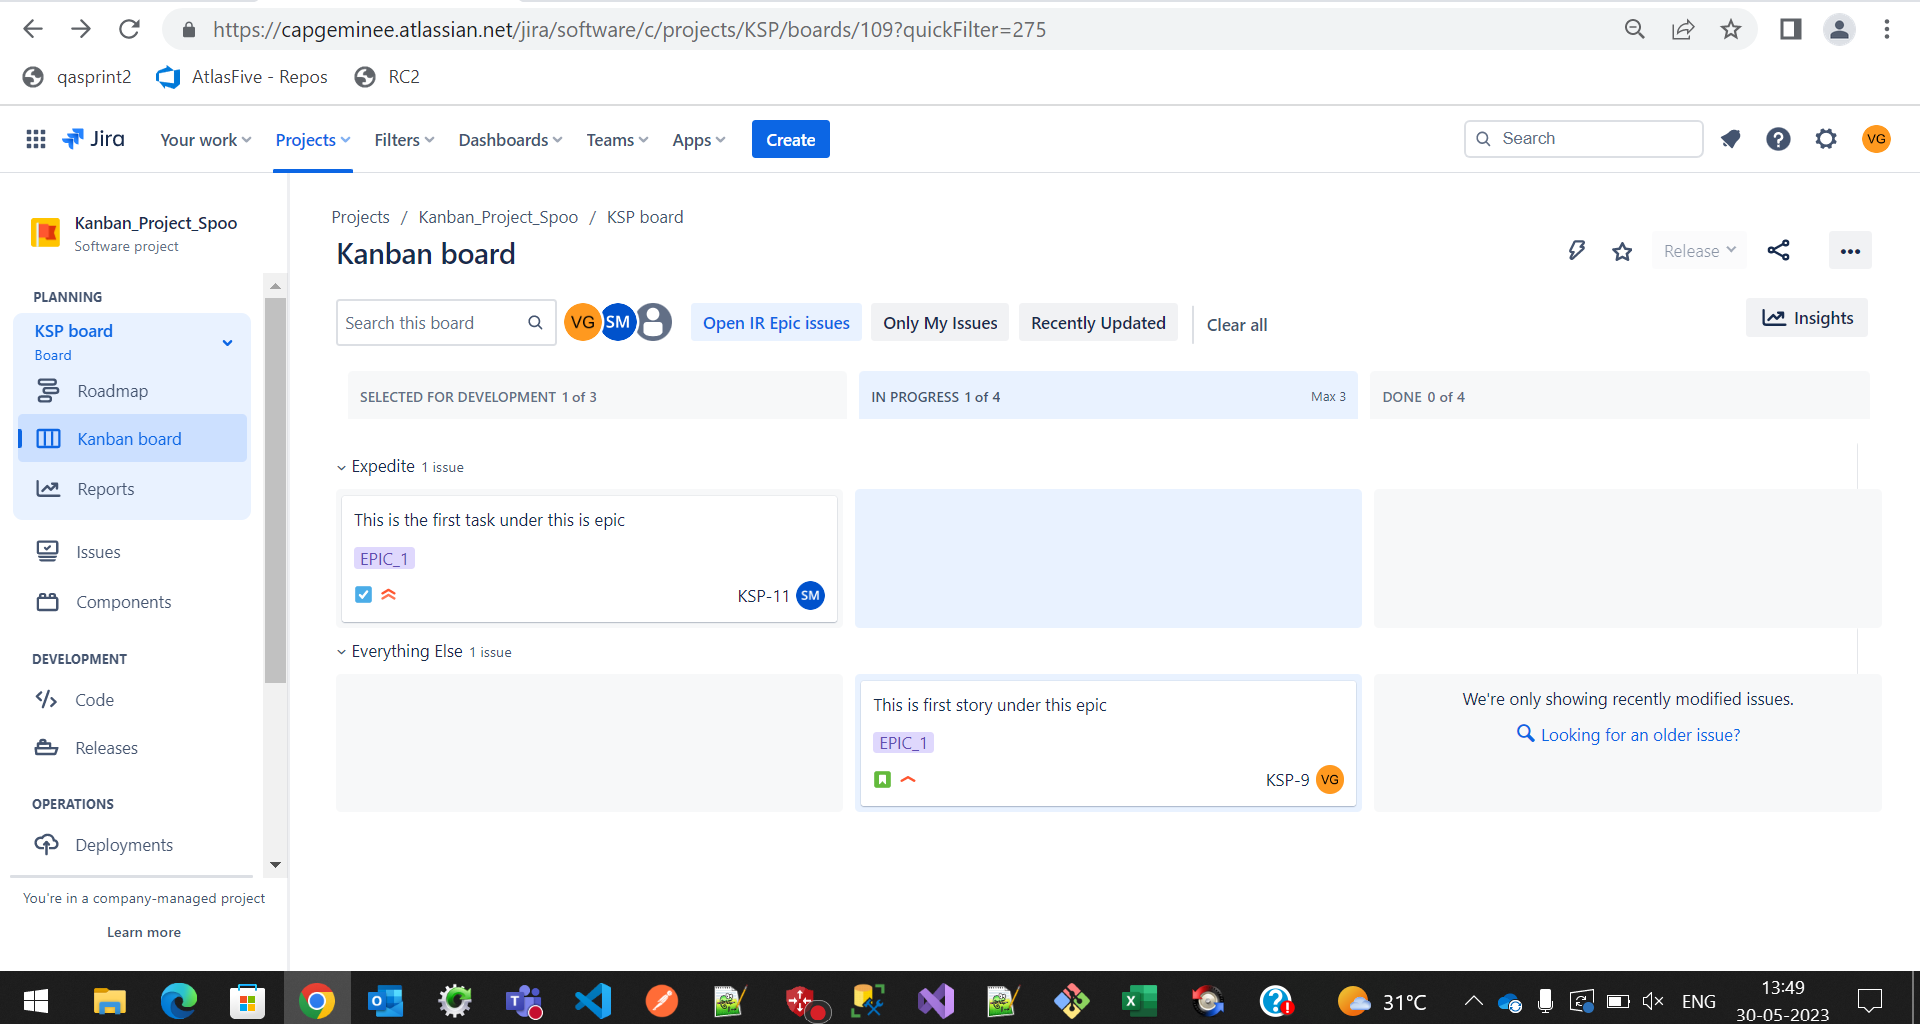 https://capgeminee.atlassian.net/jira/software/c/projects/KSP/boards/109?quickFilter=275
qasprint2
AtlasFive - Repos
RC2
Jira
Your work
Projects
Filters
Dashboards
Teams
Apps
Create
Search
VG
Kanban_Project_Spoo
Software project
PLANNING
KSP board
Board
Roadmap
Kanban board
Reports
Issues
Components
DEVELOPMENT
Code
Releases
OPERATIONS
Deployments
You're in a company-managed project
Learn more
Projects / Kanban_Project_Spoo / KSP board
Kanban board
Release
Search this board
VG
SM
Open IR Epic issues
Only My Issues
Recently Updated
Clear all
Insights
SELECTED FOR DEVELOPMENT 1 of 3
IN PROGRESS 1 of 4
Max 3
DONE 0 of 4
Expedite 1 issue
This is the first task under this is epic
EPIC_1
KSP-11
SM
Everything Else 1 issue
This is first story under this epic
EPIC_1
KSP-9
VG
We're only showing recently modified issues.
Looking for an older issue?
31°C
ENG
13:49
30-05-2023